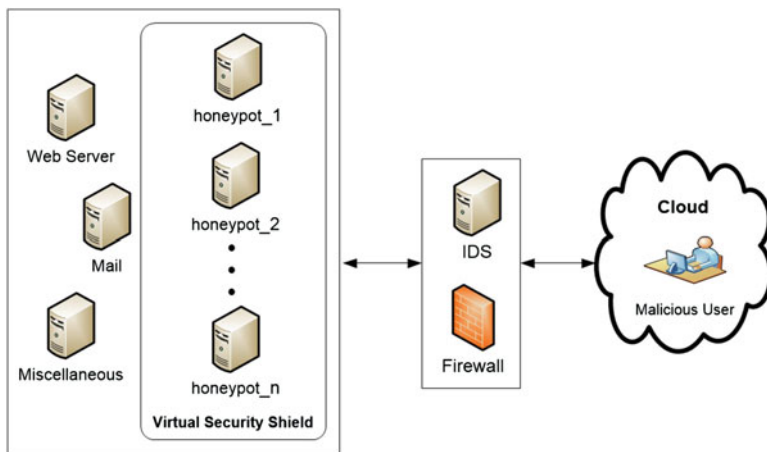 Web Server
Mail
Miscellaneous
honeypot_1
honeypot_2
honeypot_n
Virtual Security Shield
IDS
Firewall
Cloud
Malicious User